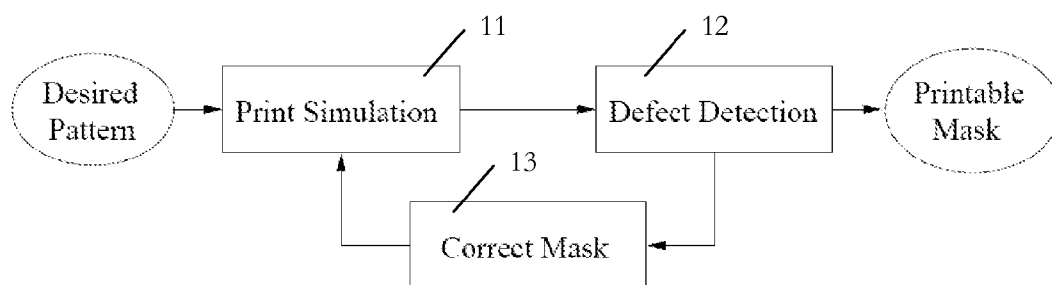 11
12
Desired
Pattern
Print Simulation
Defect Detection
Printable
Mask
13
Correct Mask